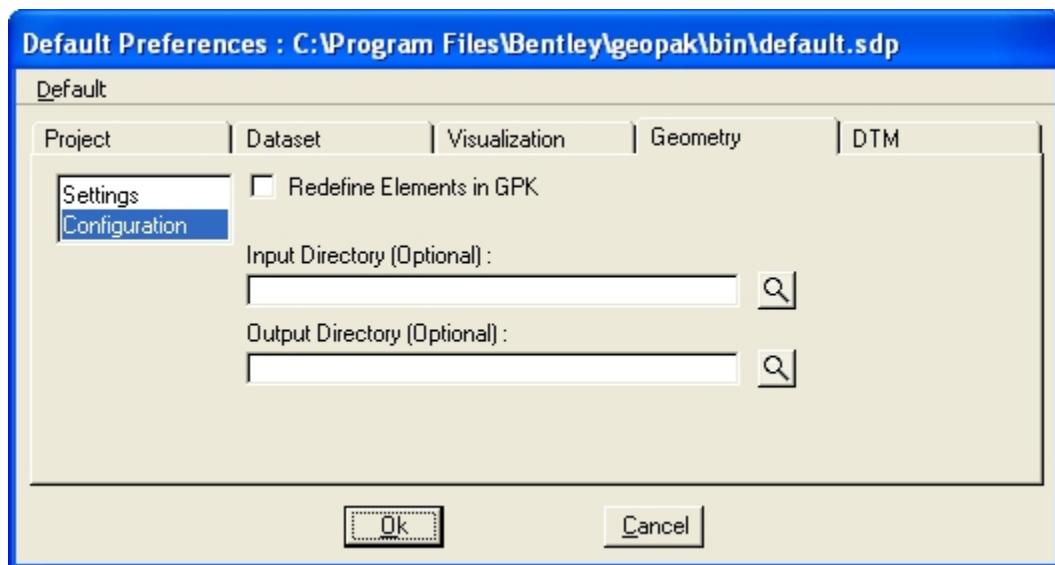 Default Preferences : C:\Program Files\Bentley\geopak\bin\default.sdp
Default
Project Dataset Visualization Geometry DTM
Settings
Configuration
Redefine Elements in GPK
Input Directory (Optional) :
Output Directory (Optional) :
Ok Cancel